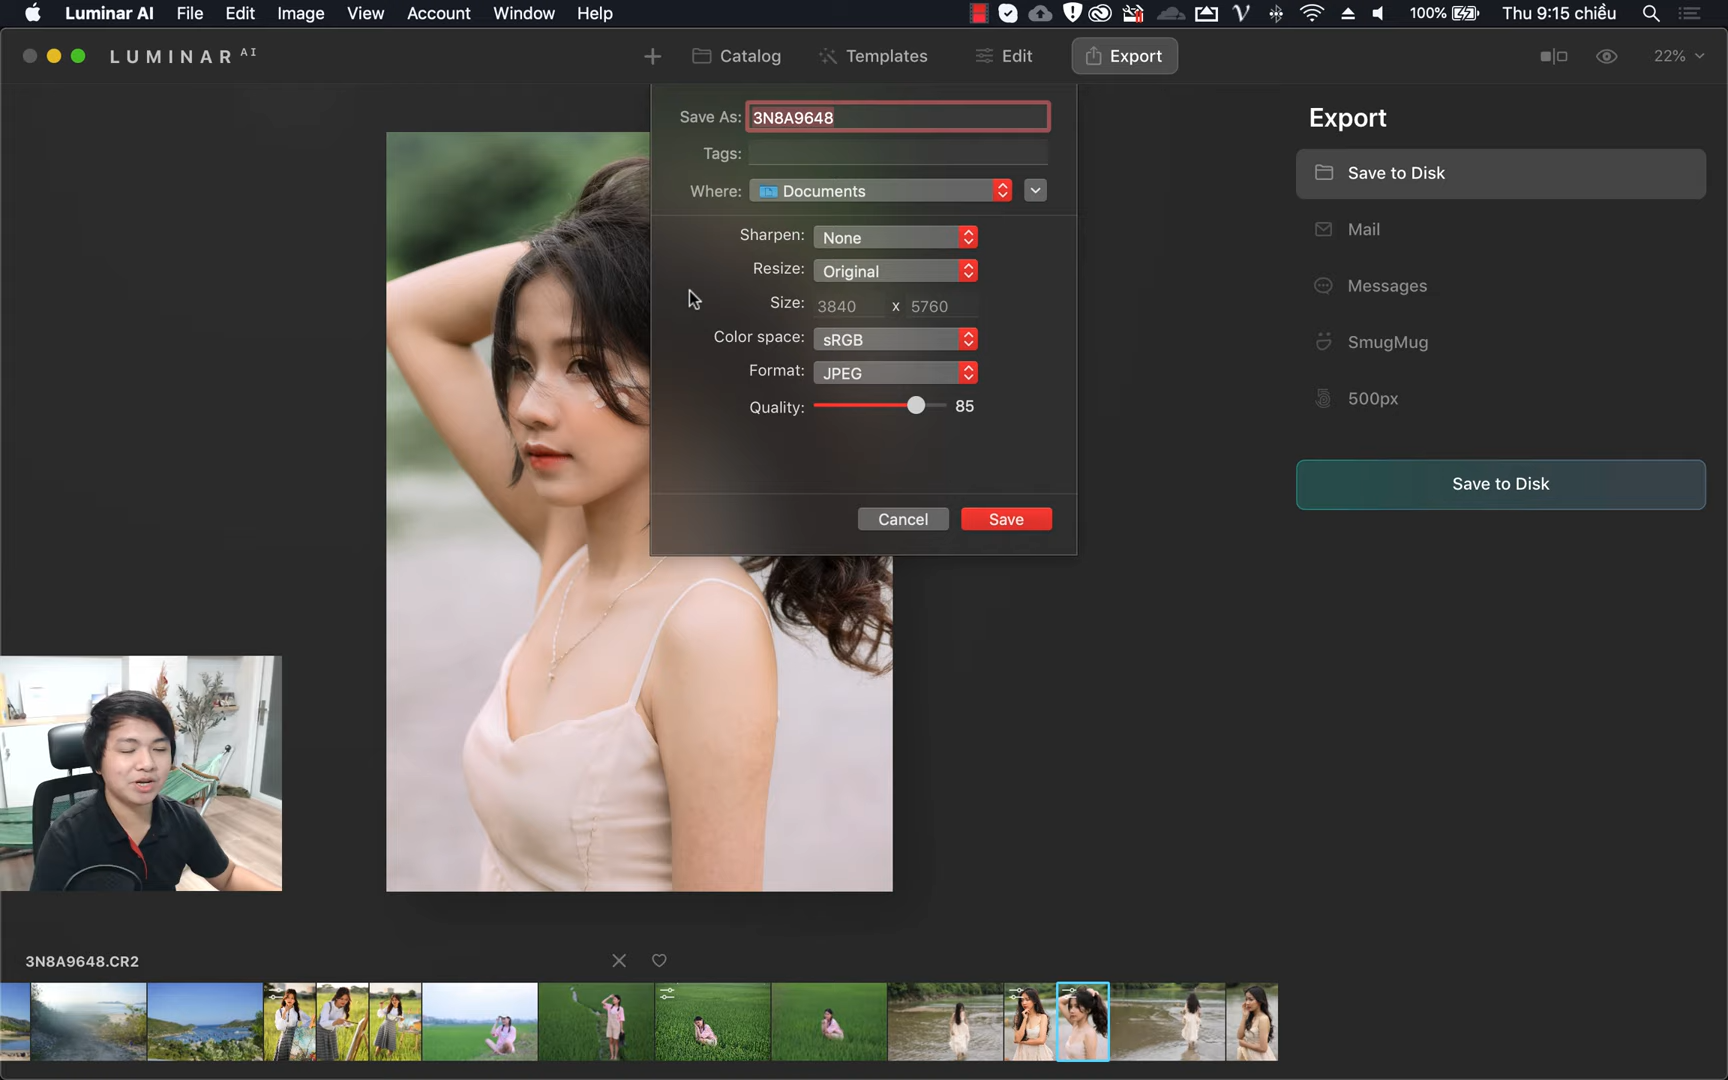 Luminar AI File Edit Image View Account Window Help 100% Thu 9:15 chiều
LUMINAR AI Catalog Templates Edit Export 22%
Save As: 3N8A9648
Tags:
Where: Documents
Sharpen: None
Resize: Original
Size: 3840 x 5760
Color space: sRGB
Format: JPEG
Quality: 85
Cancel Save
Export
Save to Disk
Mail
Messages
SmugMug
500px
Save to Disk
3N8A9648.CR2